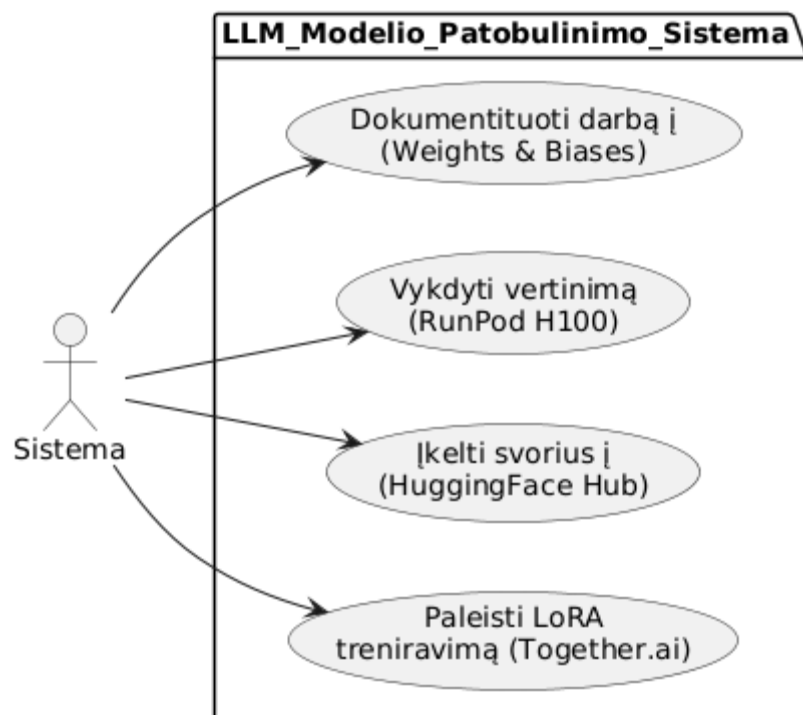 LLM_Modelio_Patobulinimo_Sistema
Dokumentituoti darbą į
(Weights & Biases)
Vykdyti vertinimą
(RunPod H100)
Sistema
Įkelti svorius į
(HuggingFace Hub)
Paleisti LoRA
treniravimą (Together.ai)